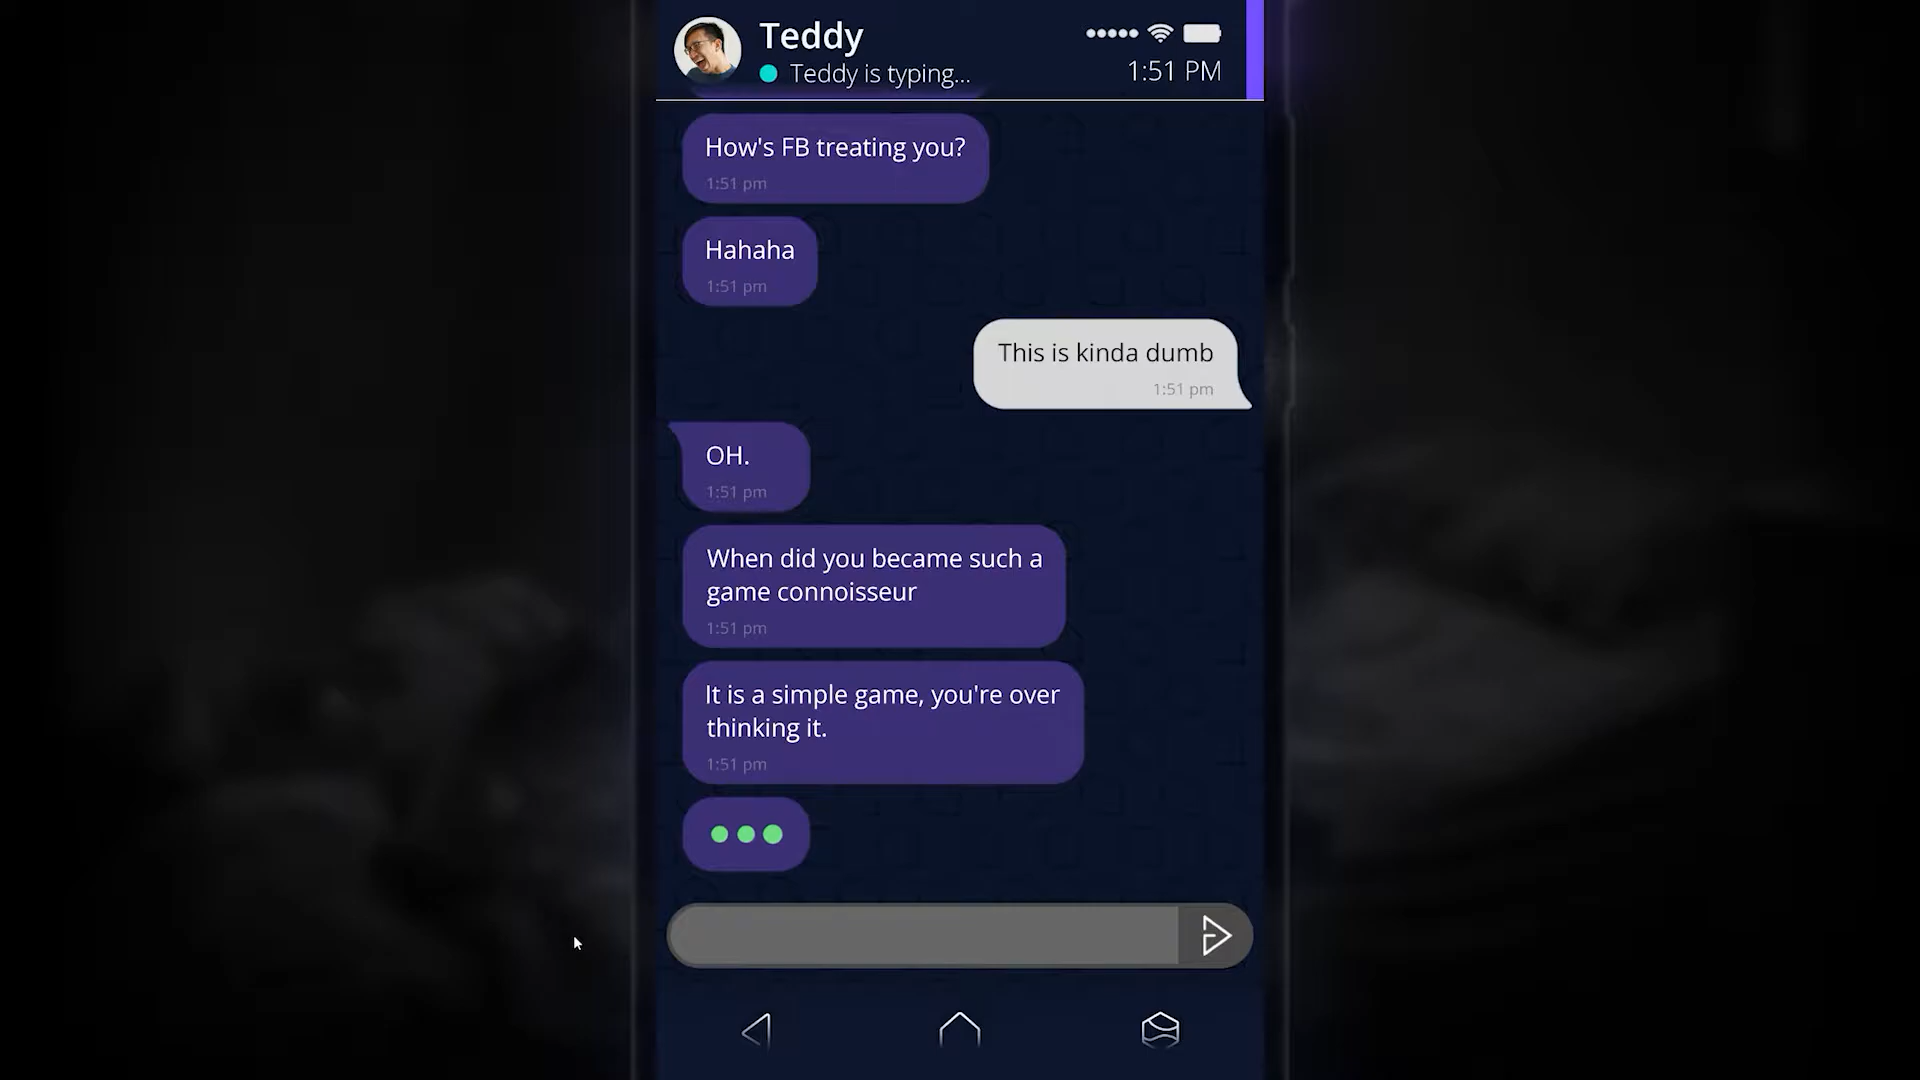 Teddy
Teddy is typing...
1:51 PM
How's FB treating you?
1:51 pm
Hahaha
1:51 pm
This is kinda dumb
1:51 pm
OH.
1:51 pm
When did you became such a
game connoisseur
1:51 pm
It is a simple game, you're over
thinking it.
1:51 pm